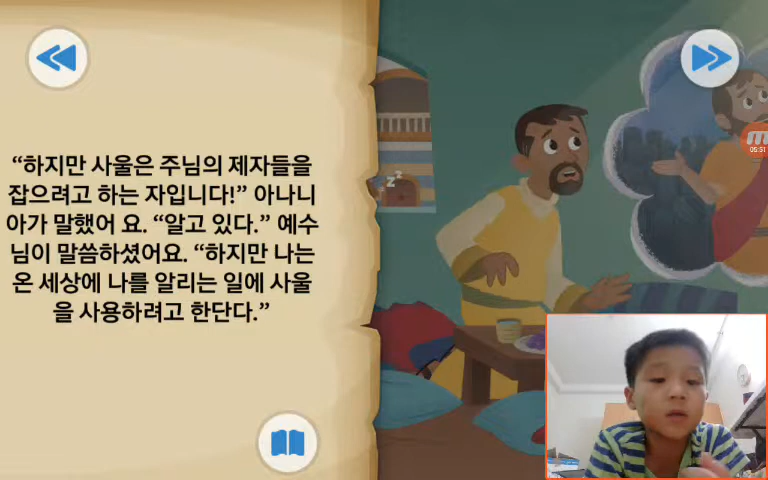 “하지만 사울은 주님의 제자들을
잡으려고 하는 자입니다!” 아나니
아가 말했어 요. “알고 있다.” 예수
님이 말씀하셨어요. “하지만 나는
온 세상에 나를 알리는 일에 사울
을 사용하려고 한단다.”
zz
05:51